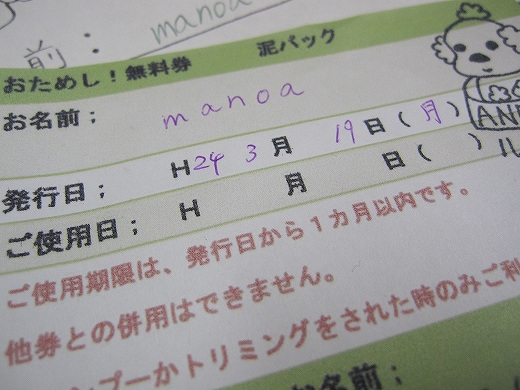 前： manoa
おためし！無料券 泥パック
お名前； manoa
発行日； H24 3月 19日（月）
ご使用日； H 月 日（ ）
ご使用期限は、発行日から１カ月以内です。
他券との併用はできません。
ンプーかトリミングをされた時のみご利
お名前；